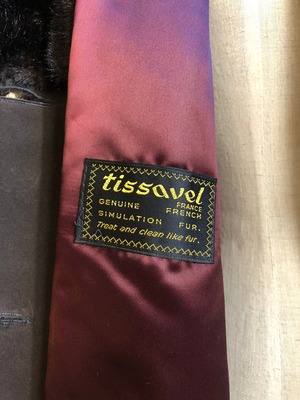 tissavel
FRANCE
GENUINE FRENCH
SIMULATION FUR.
Treat and clean like fur.